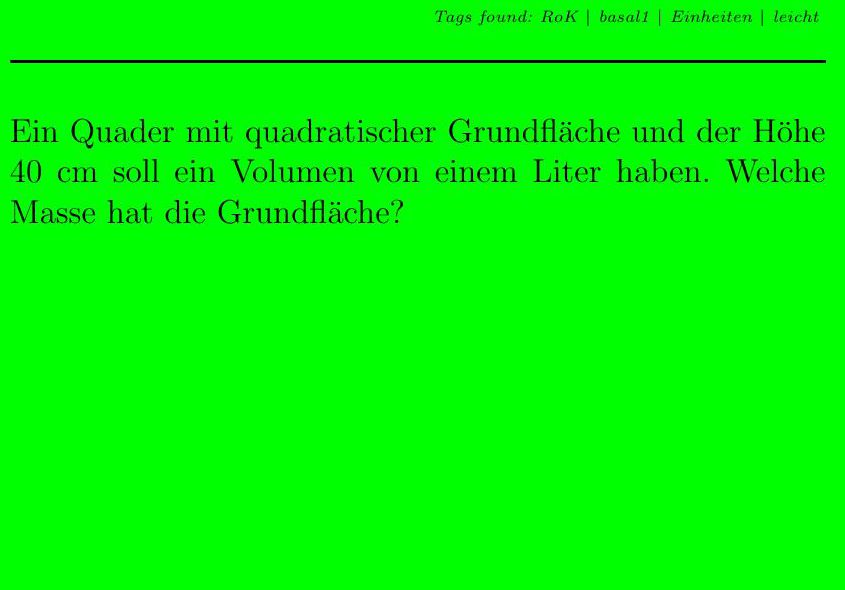 Tags found: RoK | basal1 | Einheiten | leicht
Ein Quader mit quadratischer Grundfläche und der Höhe
40 cm soll ein Volumen von einem Liter haben. Welche
Masse hat die Grundfläche?